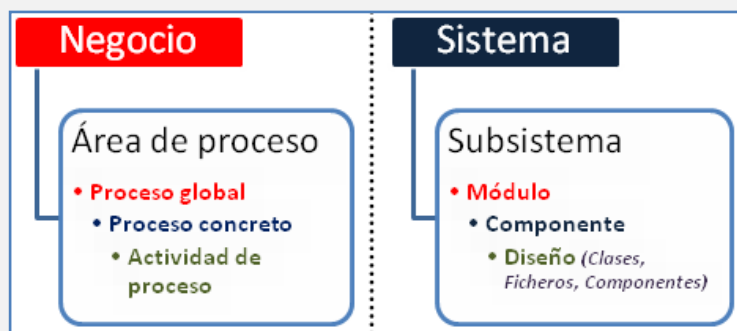 Negocio
Área de proceso
• Proceso global
• Proceso concreto
• Actividad de
proceso
Sistema
Subsistema
• Módulo
• Componente
• Diseño (Clases,
Ficheros, Componentes)